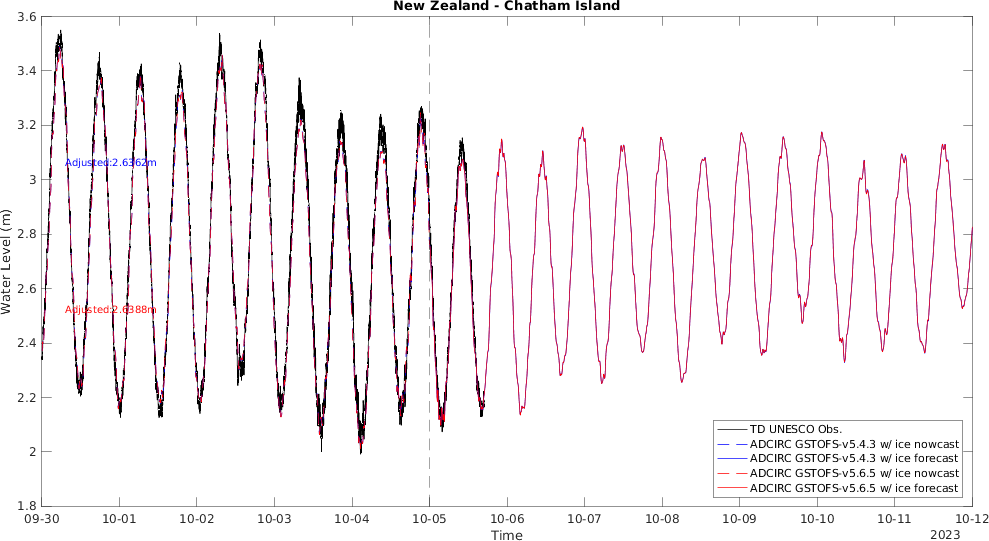 New Zealand - Chatham Island
Water Level (m)
3.6
3.4
3.2
3
2.8
2.6
2.4
2.2
2
1.8
Adjusted:2.6362m
Adjusted:2.6388m
TD UNESCO Obs.
ADCIRC GSTOFS-v5.4.3 w/ ice nowcast
ADCIRC GSTOFS-v5.4.3 w/ ice forecast
ADCIRC GSTOFS-v5.6.5 w/ ice nowcast
ADCIRC GSTOFS-v5.6.5 w/ ice forecast
09-30 10-01 10-02 10-03 10-04 10-05 10-06 10-07 10-08 10-09 10-10 10-11 10-12
Time
2023